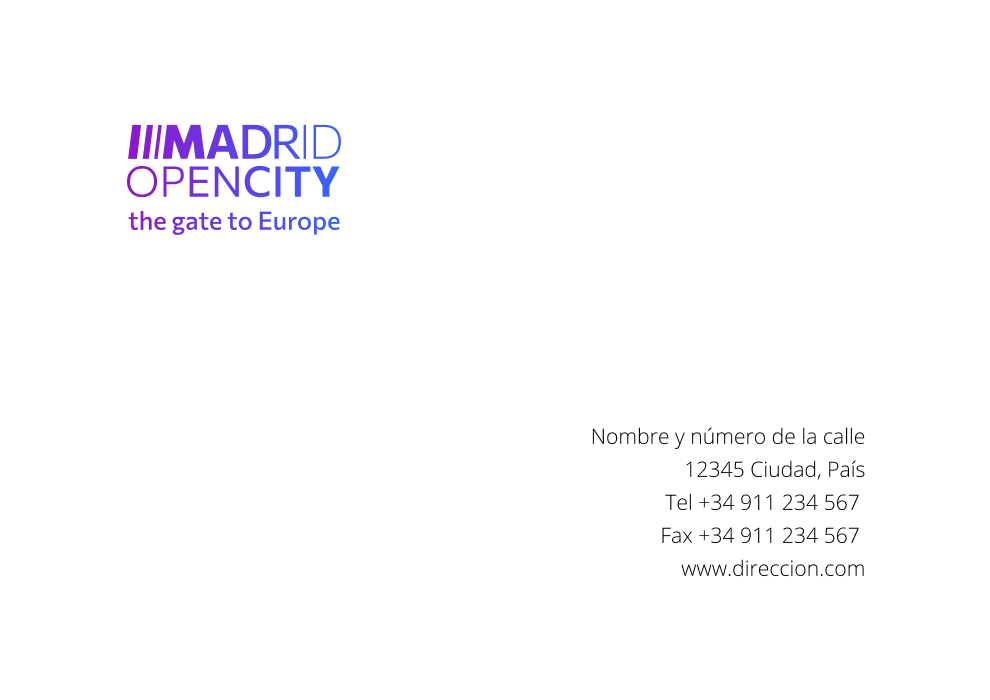 MADRID
OPENCITY
the gate to Europe
Nombre y número de la calle
12345 Ciudad, País
Tel +34 911 234 567
Fax +34 911 234 567
www.direccion.com